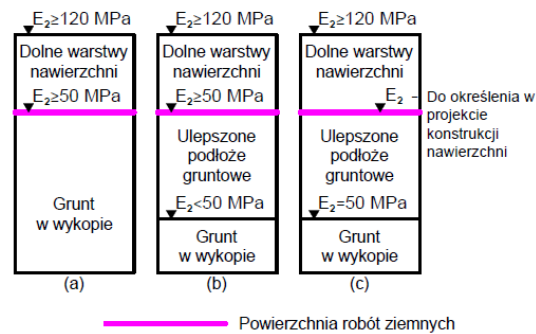 E₂≥120 MPa
Dolne warstwy
nawierzchni
E₂≥50 MPa
Grunt
w wykopie
(a)
E₂≥120 MPa
Dolne warstwy
nawierzchni
E₂≥50 MPa
Ulepszone
podłoże
gruntowe
E₂<50 MPa
Grunt
w wykopie
(b)
E₂≥120 MPa
Dolne warstwy
nawierzchni
E₂ - Do określenia w
projekcie
konstrukcji
nawierzchni
Ulepszone
podłoże
gruntowe
E₂=50 MPa
Grunt
w wykopie
(c)
Powierzchnia robót ziemnych